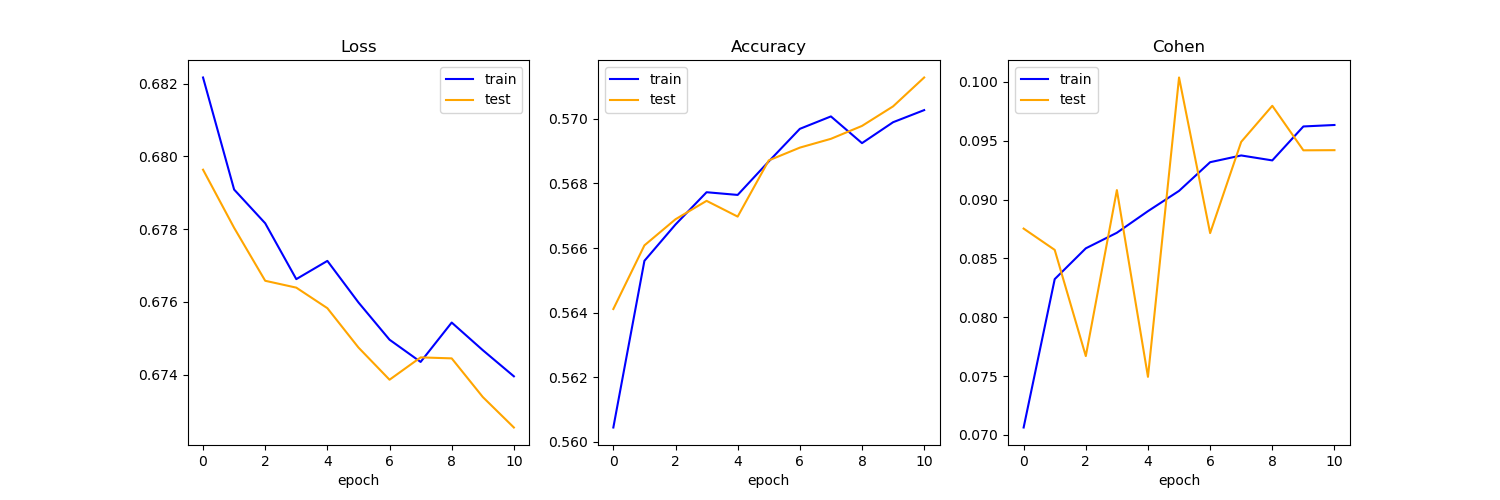 Loss
train
test
0.682
0.680
0.678
0.676
0.674
0 2 4 6 8 10
epoch
Accuracy
train
test
0.570
0.568
0.566
0.564
0.562
0.560
0 2 4 6 8 10
epoch
Cohen
train
test
0.100
0.095
0.090
0.085
0.080
0.075
0.070
0 2 4 6 8 10
epoch